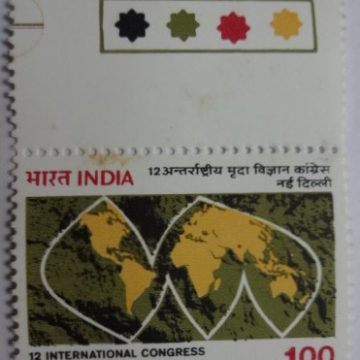 भारत INDIA
12 अन्तर्राष्ट्रीय मृदा विज्ञान कांग्रेस
नई दिल्ली
12 INTERNATIONAL CONGRESS
100